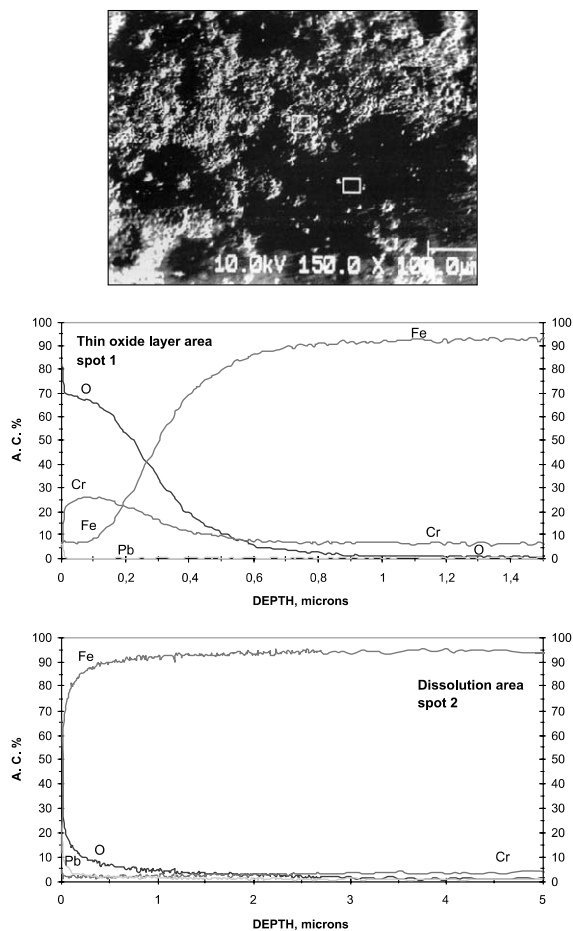 10.0kV 150.0 X 100.0µm
100
90
80
70
60
50
40
30
20
10
0
A. C. %
Thin oxide layer area
spot 1
O
Cr
Fe
Pb
Fe
Cr
O
100
90
80
70
60
50
40
30
20
10
0
0 0,2 0,4 0,6 0,8 1 1,2 1,4
DEPTH, microns
100
90
80
70
60
50
40
30
20
10
0
A. C. %
Fe
Dissolution area
spot 2
Pb
O
Cr
100
90
80
70
60
50
40
30
20
10
0
0 1 2 3 4 5
DEPTH, microns